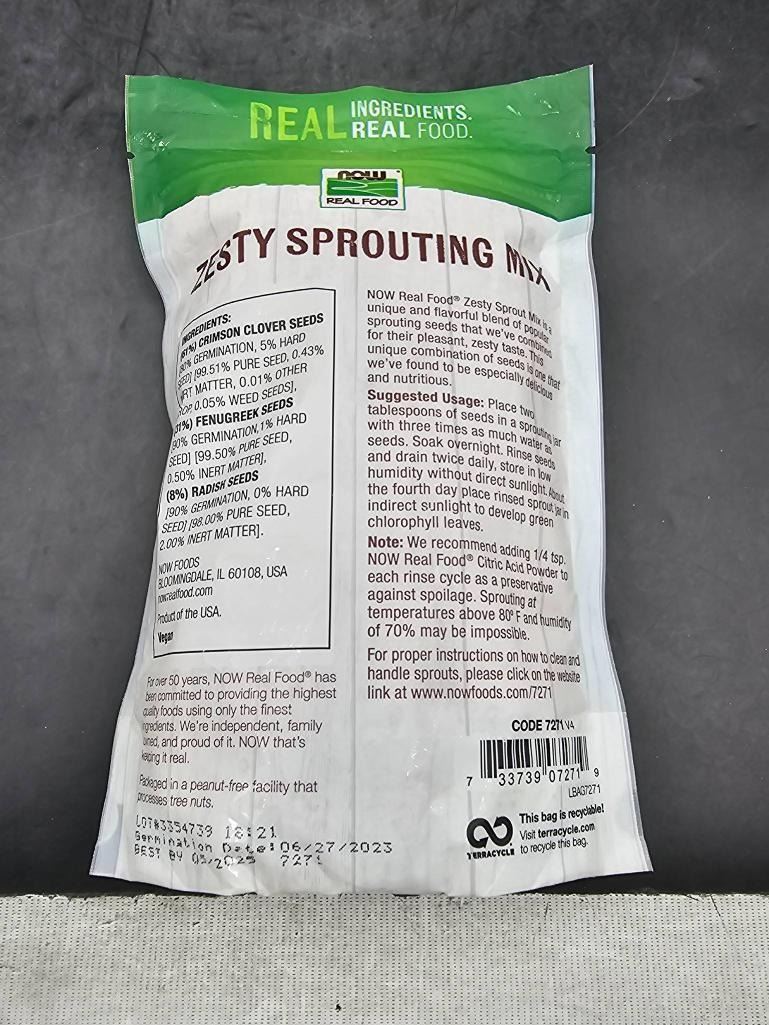 REAL INGREDIENTS.
REAL FOOD.
NOW
REAL FOOD
ZESTY SPROUTING MIX
INGREDIENTS:
(61%) CRIMSON CLOVER SEEDS
GERMINATION, 5% HARD
SEED] [99.51% PURE SEED, 0.43%
MATTER, 0.01% OTHER
0.05% WEED SEEDS],
FENUGREEK SEEDS
GERMINATION, 1% HARD
SEED] [99.50% PURE SEED,
0.50% INERT MATTER],
(8%) RADISH SEEDS
[90% GERMINATION, 0% HARD
SEED] [98.00% PURE SEED,
2.00% INERT MATTER].
NOW FOODS
BLOOMINGDALE, IL 60108, USA
nowrealfood.com
Product of the USA.
Vegan
For over 50 years, NOW Real Food® has
been committed to providing the highest
quality foods using only the finest
ingredients. We're independent, family
owned, and proud of it. NOW that's
keeping it real.
Packaged in a peanut-free facility that
processes tree nuts.
LOT#3354739 18:21
Germination Date: 06/27/2023
BEST BY 05/2025 7271
NOW Real Food® Zesty Sprout Mix is a
unique and flavorful blend of popular
sprouting seeds that we've combined
for their pleasant, zesty taste. This
unique combination of seeds is one that
we've found to be especially delicious
and nutritious.
Suggested Usage: Place two
tablespoons of seeds in a sprouting jar
with three times as much water as
seeds. Soak overnight. Rinse seeds
and drain twice daily, store in low
humidity without direct sunlight. About
the fourth day place rinsed sprout jar in
indirect sunlight to develop green
chlorophyll leaves.
Note: We recommend adding 1/4 tsp.
NOW Real Food® Citric Acid Powder to
each rinse cycle as a preservative
against spoilage. Sprouting at
temperatures above 80° F and humidity
of 70% may be impossible.
For proper instructions on how to clean and
handle sprouts, please click on the website
link at www.nowfoods.com/7271
CODE 7271 V4
7 33739 07271 9
LBAG7271
TERRACYCLE
This bag is recyclable!
Visit terracycle.com
to recycle this bag.